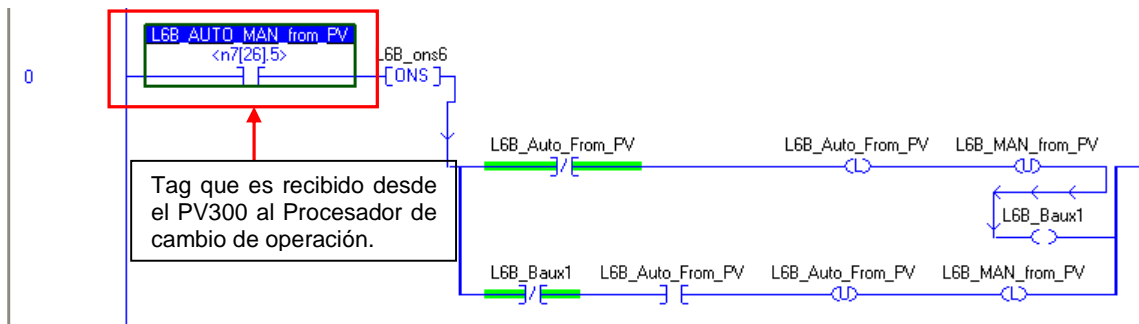 L6B_AUTO_MAN_from_PV
<n7[26].5>
L6B_ons6
0
ONS
L6B_Auto_From_PV L6B_Auto_From_PV L6B_MAN_from_PV
L
U
Tag que es recibido desde
el PV300 al Procesador de
cambio de operación.
L6B_Baux1
L6B_Baux1 L6B_Auto_From_PV L6B_Auto_From_PV L6B_MAN_from_PV
U
L